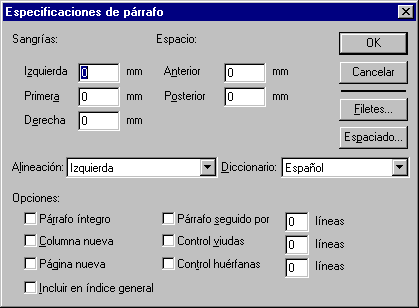 Especificaciones de párrafo
Sangrías: Espacio: OK
Izquierda 0 mm Anterior 0 mm Cancelar
Primera 0 mm Posterior 0 mm
Derecha 0 mm Filetes...
Espaciado...
Alineación: Izquierda Diccionario: Español
Opciones:
Párrafo íntegro Párrafo seguido por 0 líneas
Columna nueva Control viudas 0 líneas
Página nueva Control huérfanas 0 líneas
Incluir en índice general